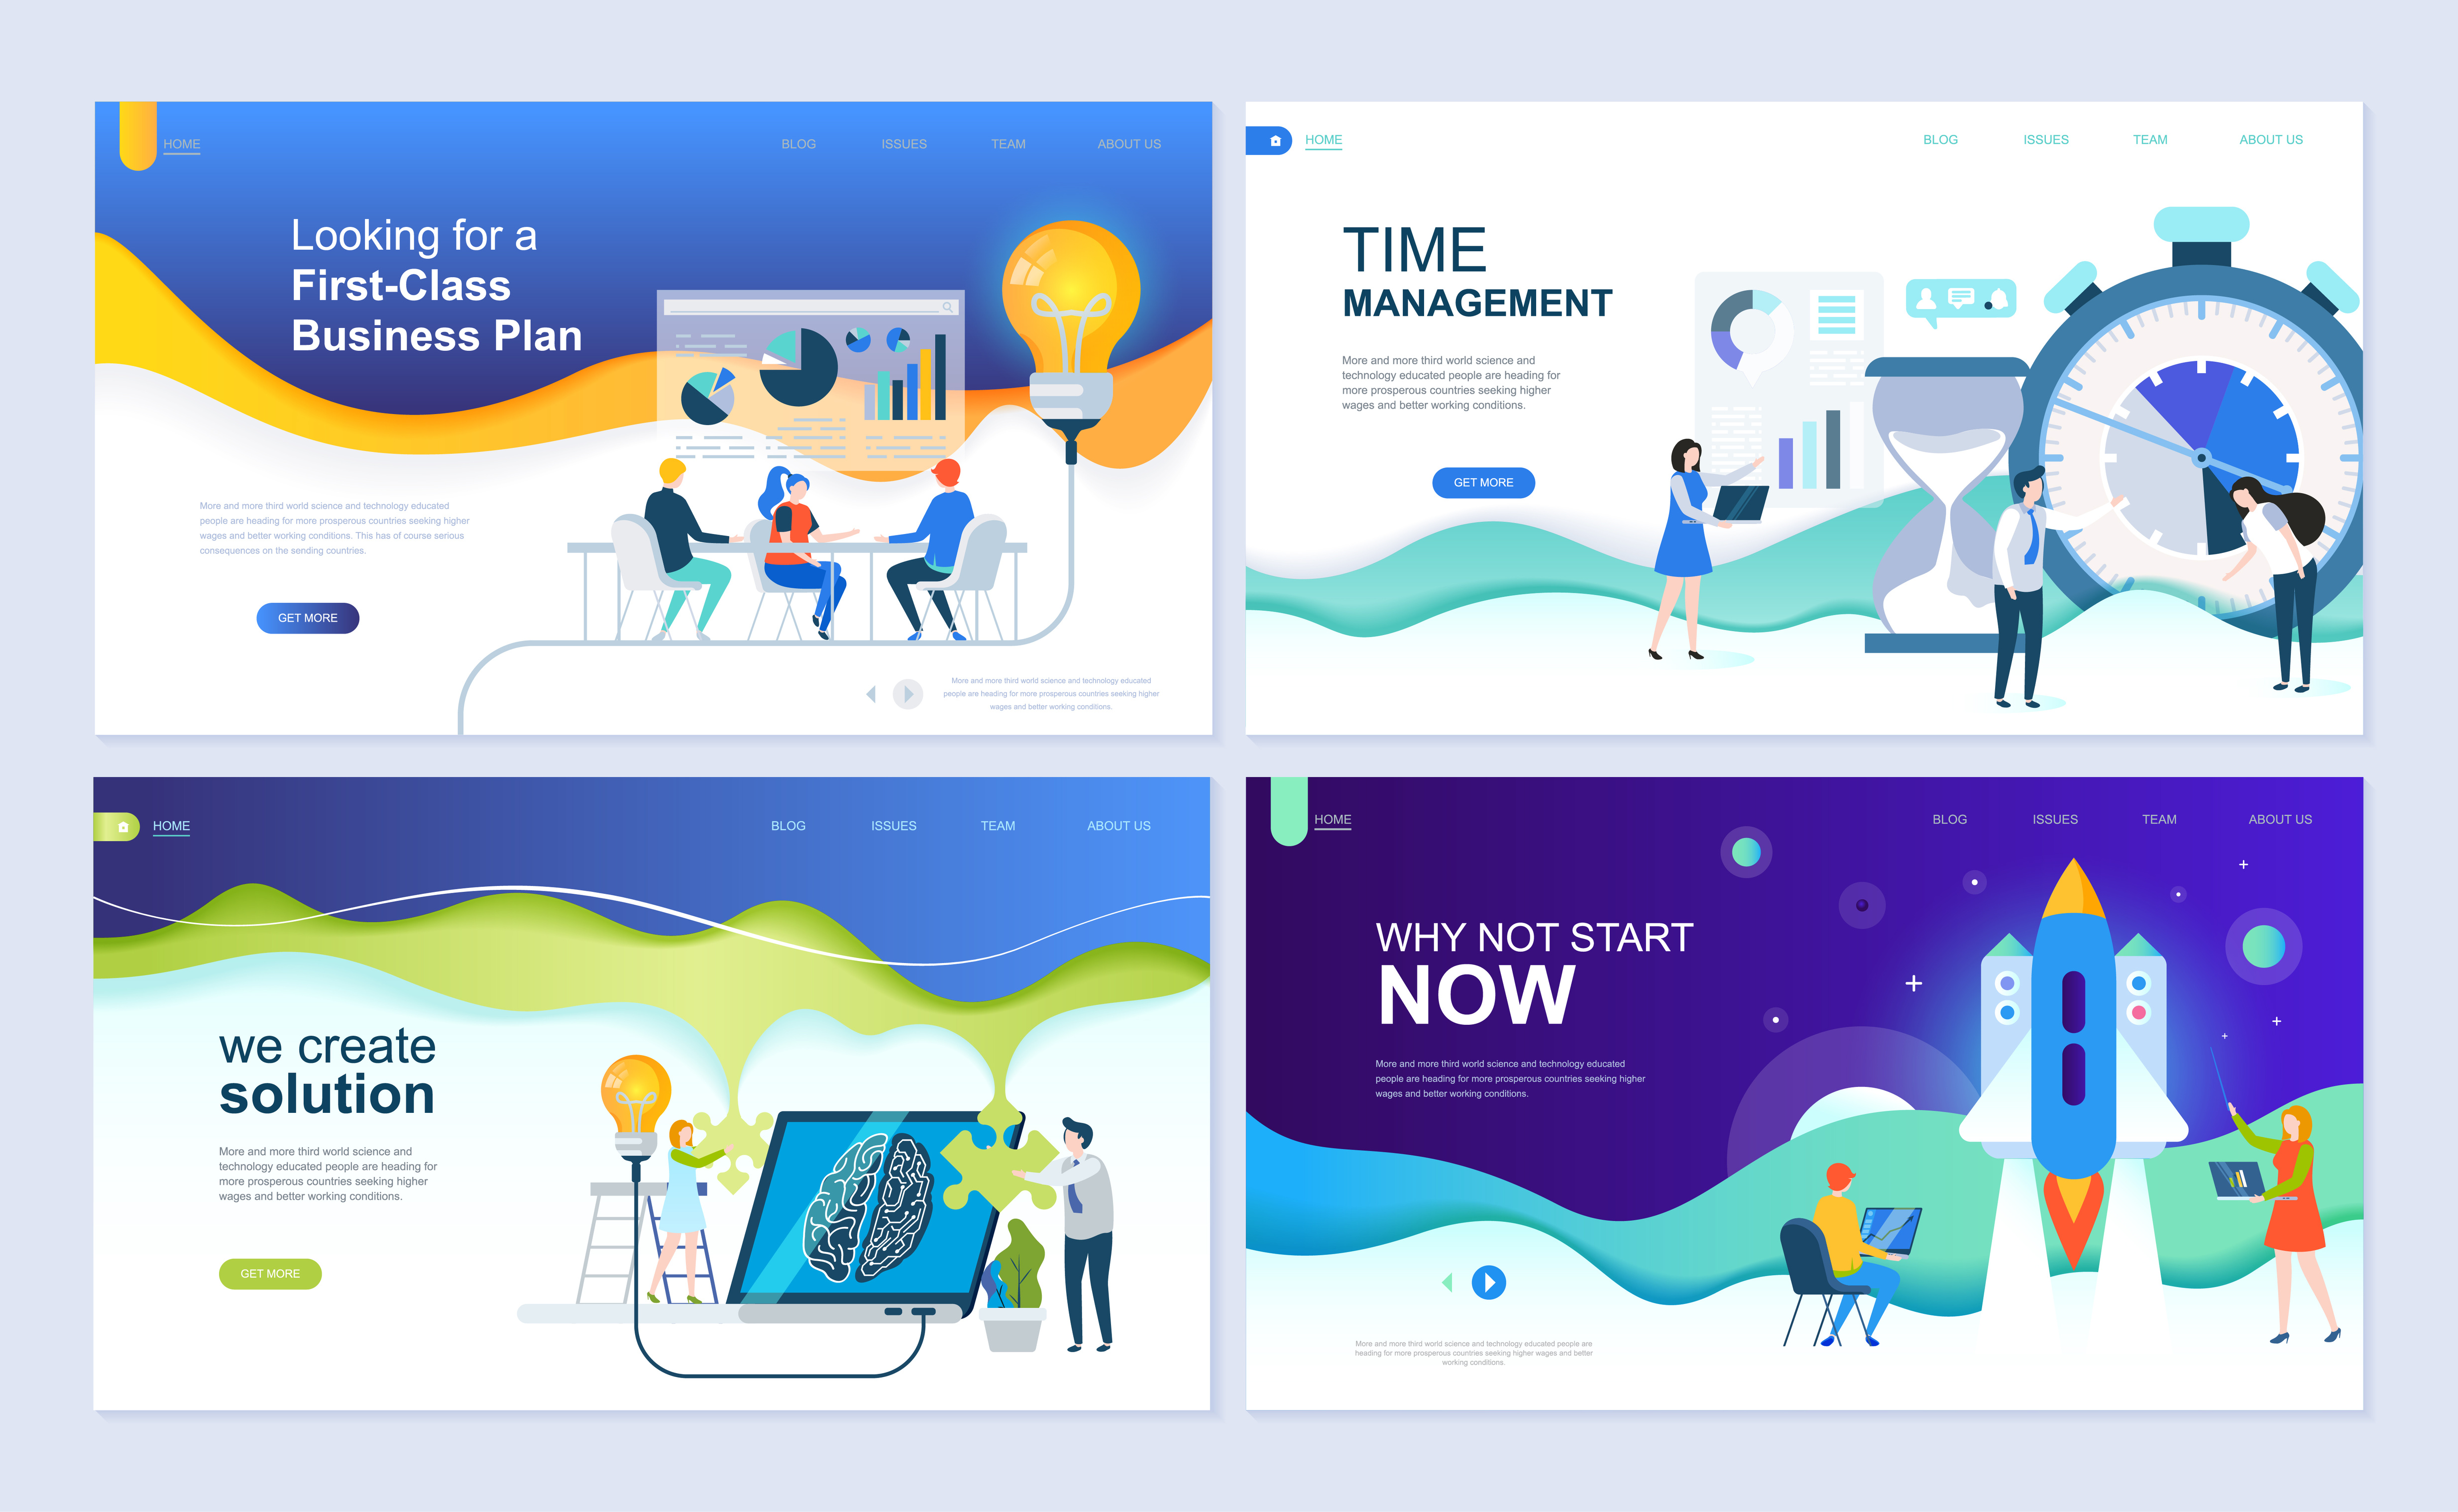 HOME
BLOG
ISSUES
TEAM
ABOUT US
Looking for a
First-Class
Business Plan
More and more third world science and technology educated
people are heading for more prosperous countries seeking higher
wages and better working conditions. This has of course serious
consequences on the sending countries.
GET MORE
More and more third world science and technology educated
people are heading for more prosperous countries seeking higher
wages and better working conditions.
HOME
BLOG
ISSUES
TEAM
ABOUT US
TIME
MANAGEMENT
More and more third world science and
technology educated people are heading for
more prosperous countries seeking higher
wages and better working conditions.
GET MORE
HOME
BLOG
ISSUES
TEAM
ABOUT US
we create
solution
More and more third world science and
technology educated people are heading for
more prosperous countries seeking higher
wages and better working conditions.
GET MORE
HOME
BLOG
ISSUES
TEAM
ABOUT US
WHY NOT START
NOW
More and more third world science and technology educated
people are heading for more prosperous countries seeking higher
wages and better working conditions.
More and more third world science and technology educated people are
heading for more prosperous countries seeking higher wages and better
working conditions.